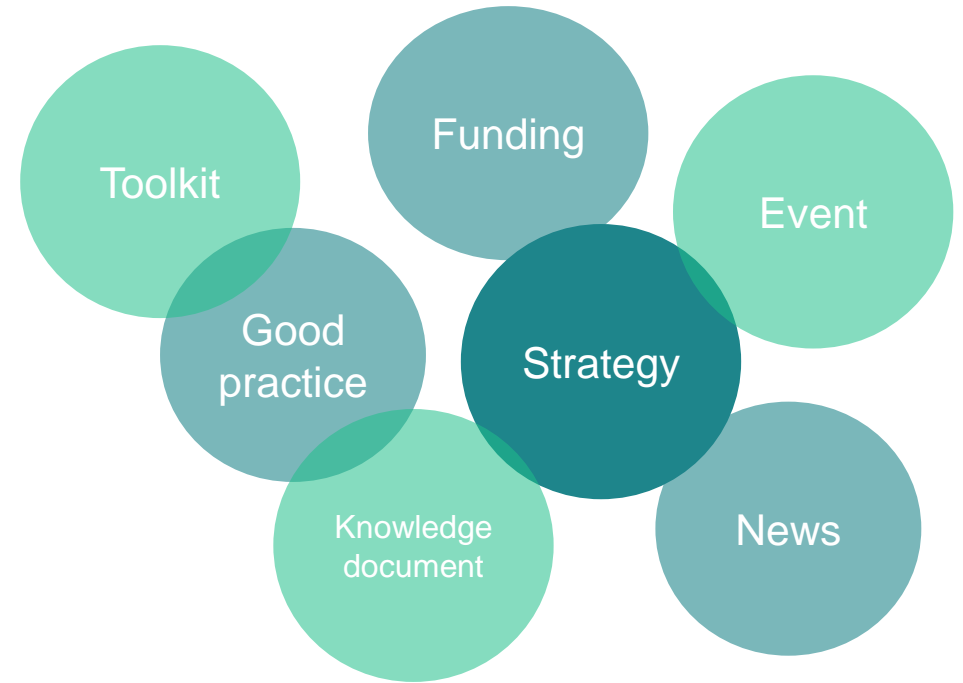 Funding
Toolkit
Event
Good
practice
Strategy
Knowledge
document
News